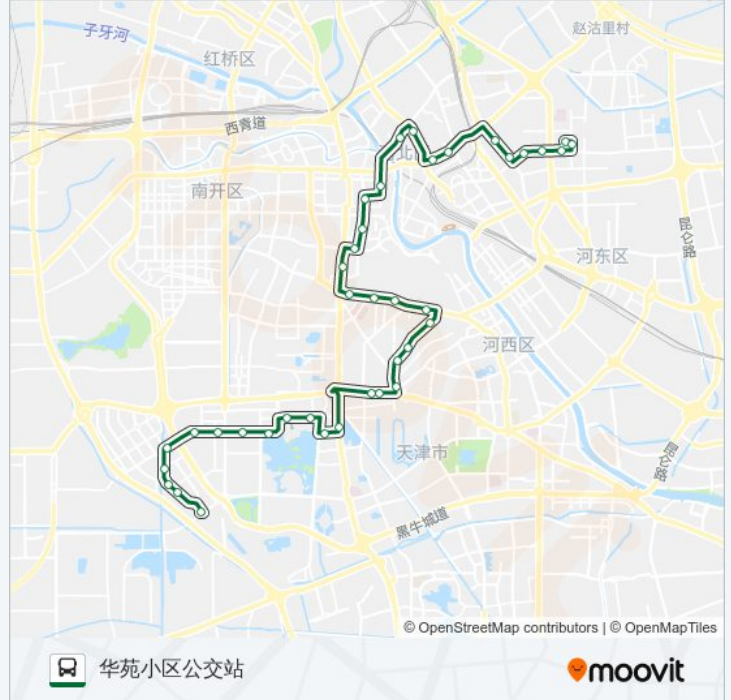 子牙河
赵沽里村
红桥区
西青道
北
南开区
昆仑路
河东区
河西区
天津市
昆仑路
黑牛城道
© OpenStreetMap contributors | © OpenMapTiles
华苑小区公交站
moovit